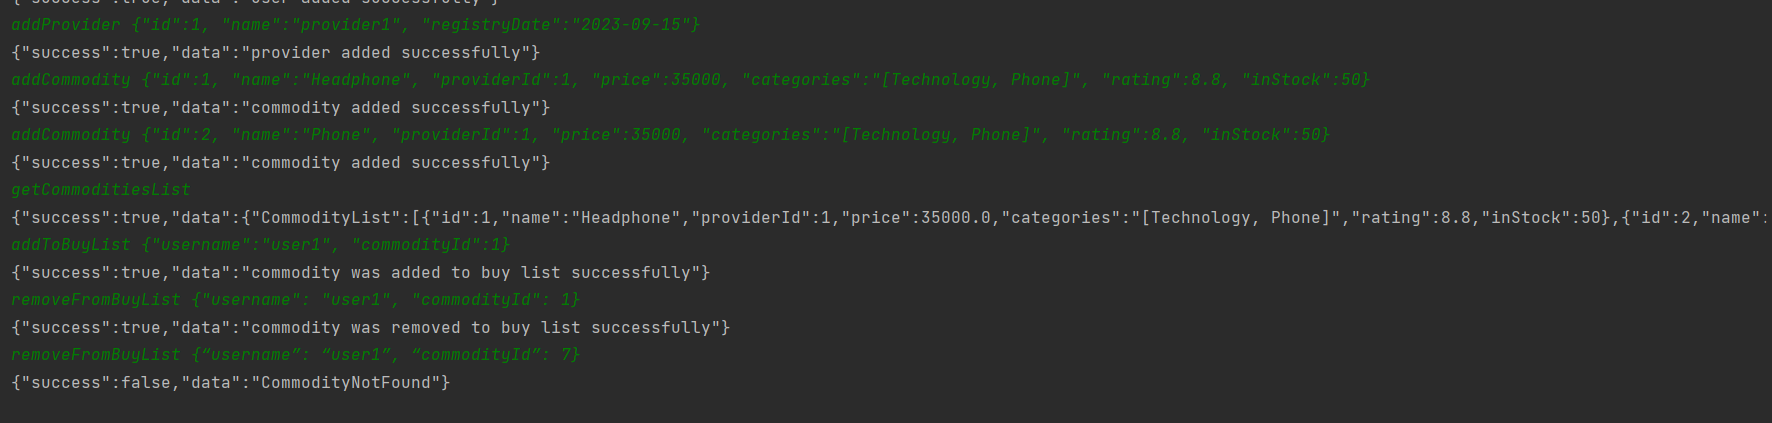 {"success":true,"data":"user added successfully"}
addProvider {"id":1, "name":"provider1", "registryDate":"2023-09-15"}
{"success":true,"data":"provider added successfully"}
addCommodity {"id":1, "name":"Headphone", "providerId":1, "price":35000, "categories":"[Technology, Phone]", "rating":8.8, "inStock":50}
{"success":true,"data":"commodity added successfully"}
addCommodity {"id":2, "name":"Phone", "providerId":1, "price":35000, "categories":"[Technology, Phone]", "rating":8.8, "inStock":50}
{"success":true,"data":"commodity added successfully"}
getCommoditiesList
{"success":true,"data":{"CommodityList":[{"id":1,"name":"Headphone","providerId":1,"price":35000.0,"categories":"[Technology, Phone]","rating":8.8,"inStock":50},{"id":2,"name":
addToBuyList {"username":"user1", "commodityId":1}
{"success":true,"data":"commodity was added to buy list successfully"}
removeFromBuyList {"username": "user1", "commodityId": 1}
{"success":true,"data":"commodity was removed to buy list successfully"}
removeFromBuyList {“username”: “user1”, “commodityId”: 7}
{"success":false,"data":"CommodityNotFound"}